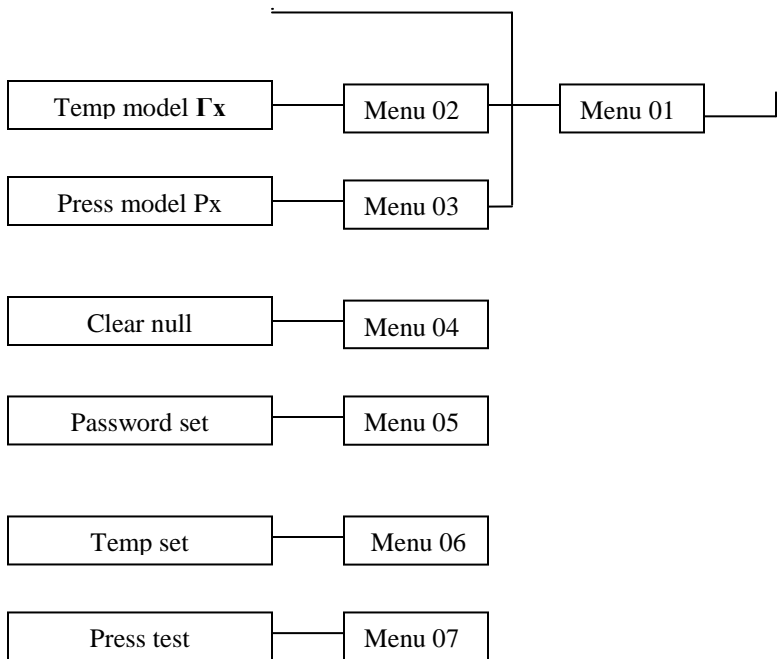 Temp model Γx Menu 02 Menu 01
Press model Px Menu 03
Clear null Menu 04
Password set Menu 05
Temp set Menu 06
Press test Menu 07